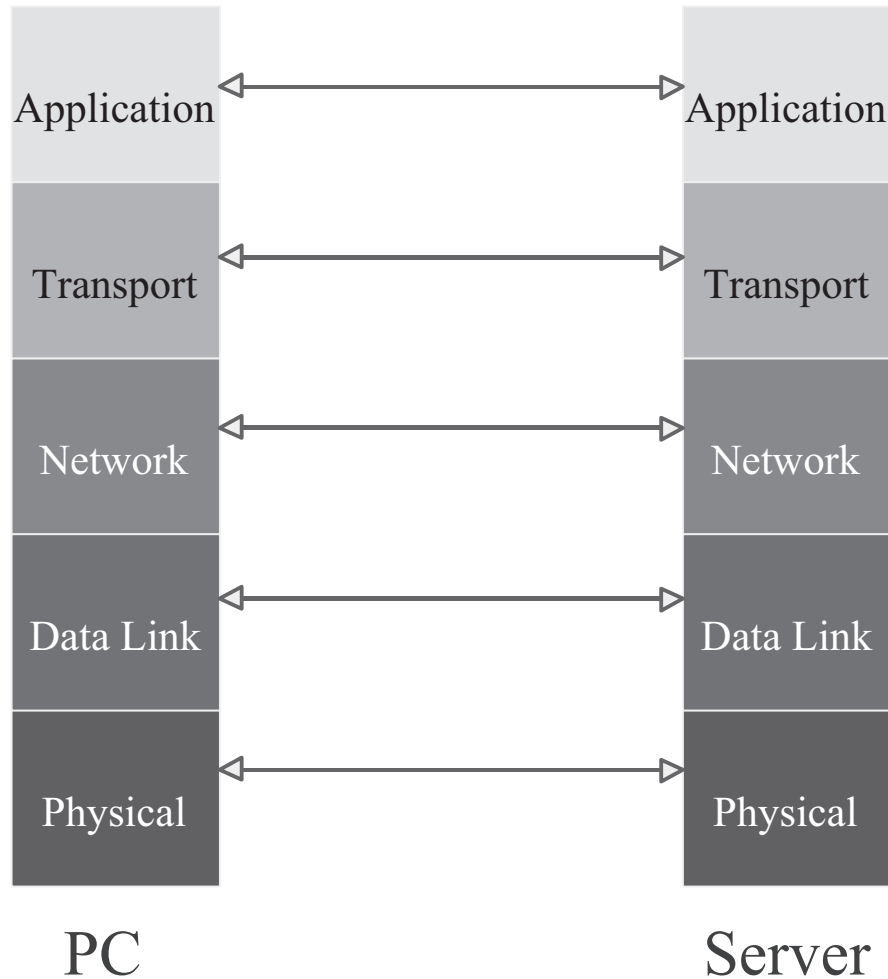 Application
Application
Transport
Transport
Network
Network
Data Link
Data Link
Physical
Physical
PC
Server